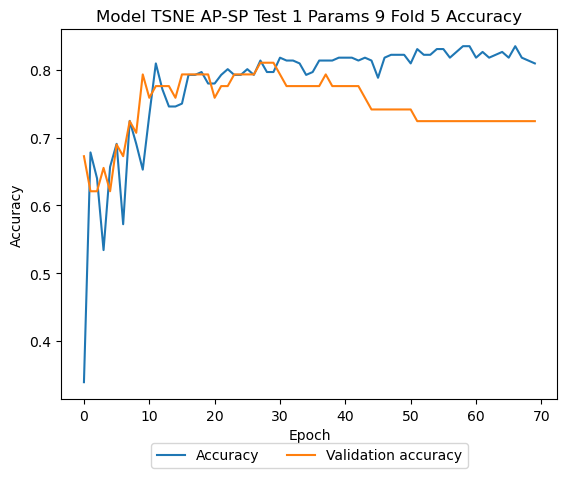 Model TSNE AP-SP Test 1 Params 9 Fold 5 Accuracy
Accuracy
0.8
0.7
0.6
0.5
0.4
0 10 20 30 40 50 60 70
Epoch
Accuracy Validation accuracy